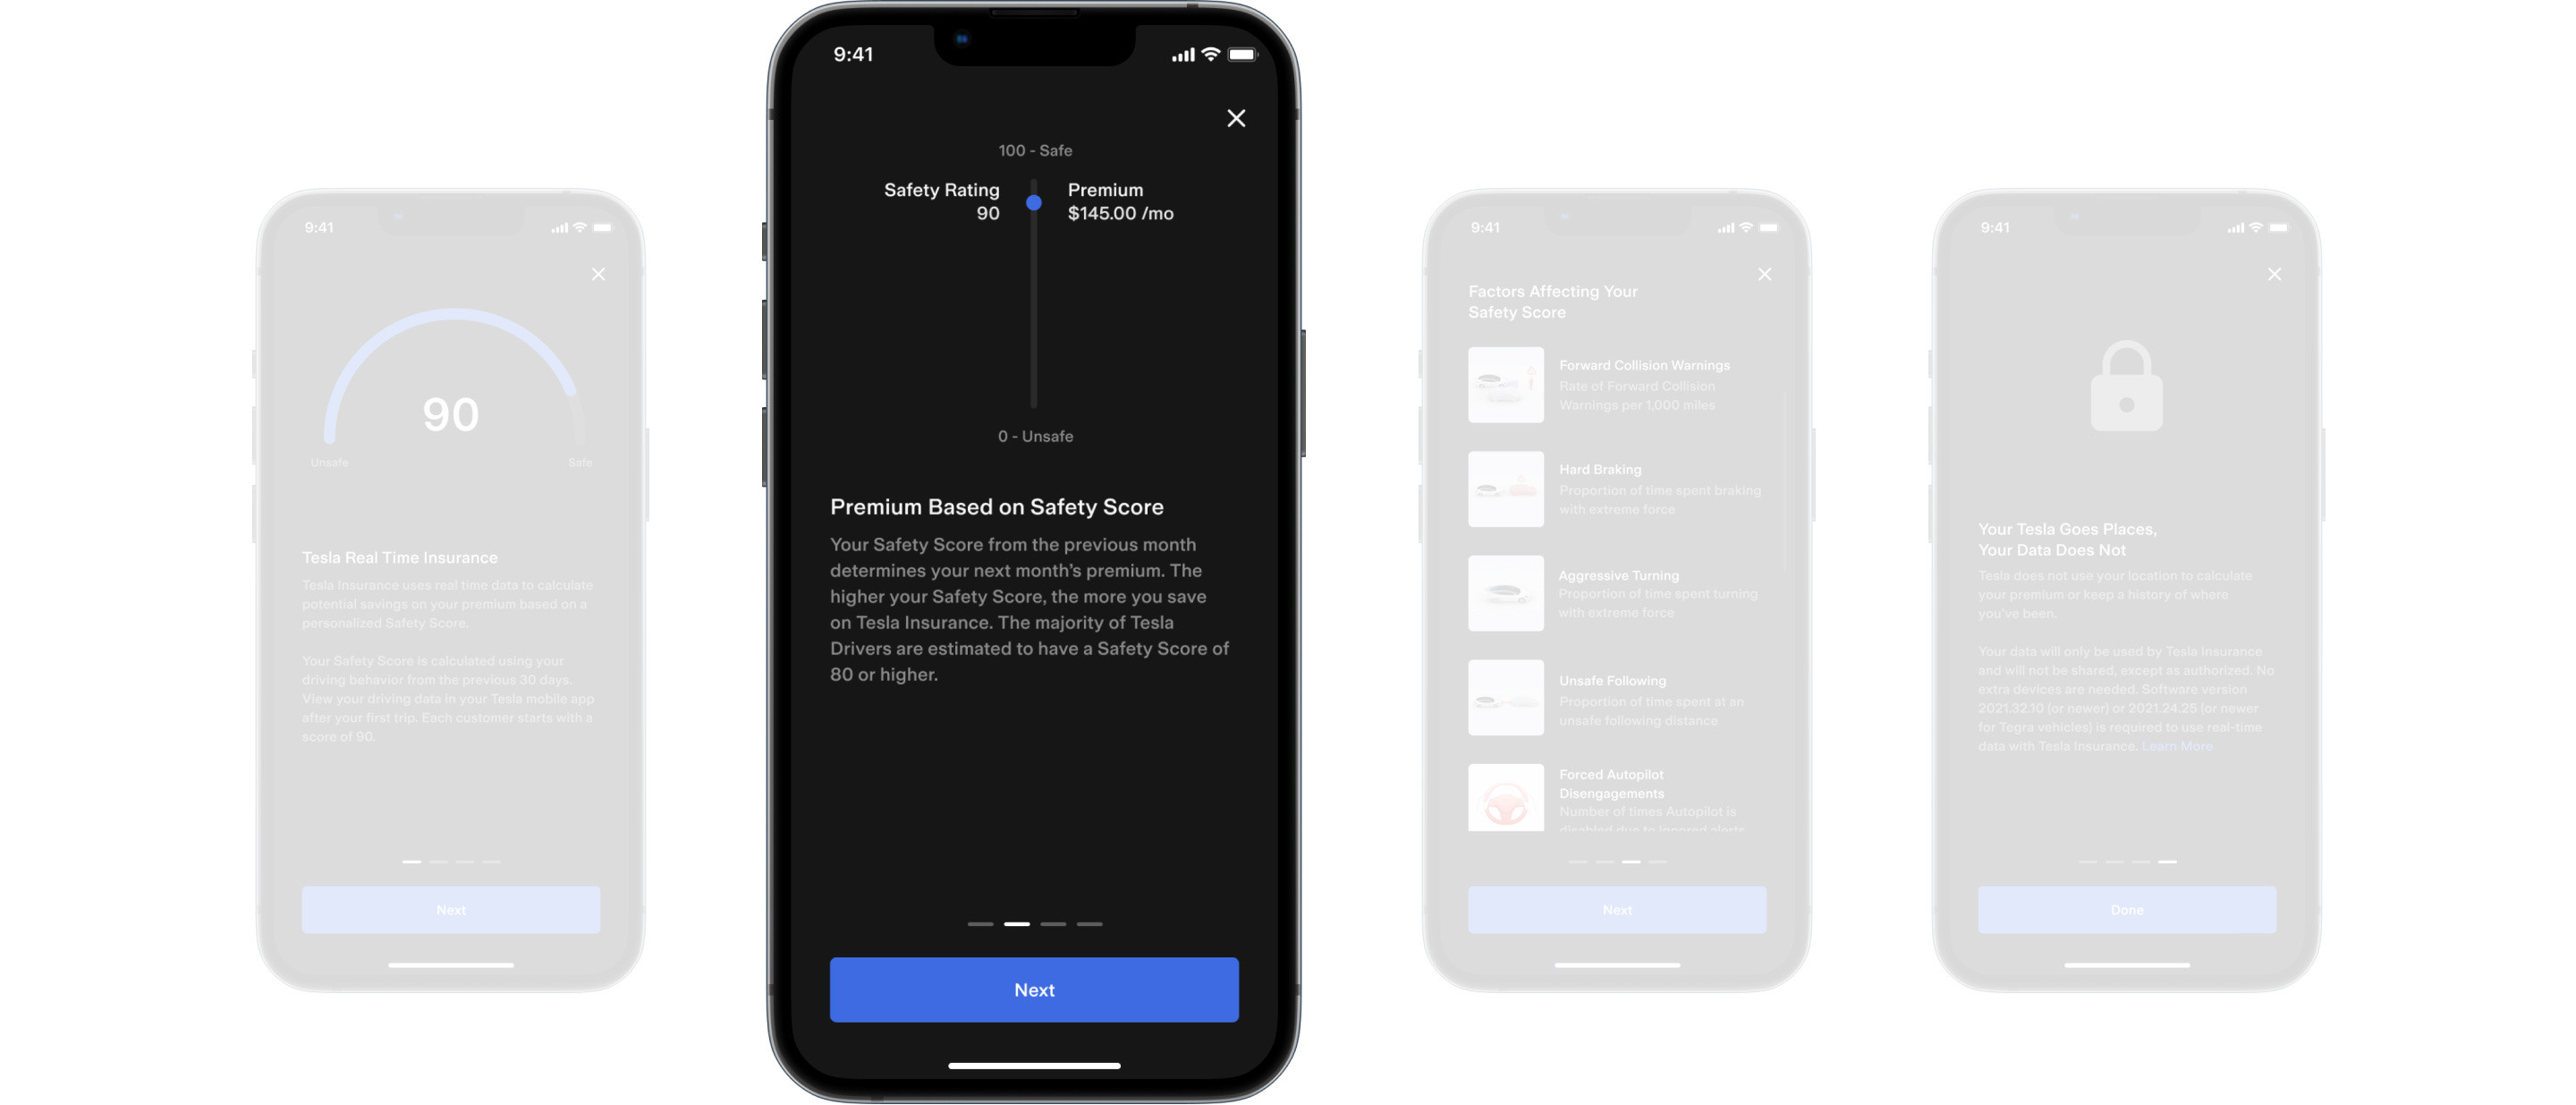 9:41
90
Unsafe
Safe
Tesla Real Time Insurance
Tesla Insurance uses real time data to calculate
potential savings on your premium based on a
personalized Safety Score.
Your Safety Score is calculated using your
driving behavior from the previous 30 days.
View your driving data in your Tesla mobile app
after your first trip. Each customer starts with a
score of 90.
Next
9:41
100 - Safe
Safety Rating
90
Premium
$145.00 /mo
0 - Unsafe
Premium Based on Safety Score
Your Safety Score from the previous month
determines your next month’s premium. The
higher your Safety Score, the more you save
on Tesla Insurance. The majority of Tesla
Drivers are estimated to have a Safety Score of
80 or higher.
Next
9:41
Factors Affecting Your
Safety Score
Forward Collision Warnings
Rate of Forward Collision
Warnings per 1,000 miles
Hard Braking
Proportion of time spent braking
with extreme force
Aggressive Turning
Proportion of time spent turning
with extreme force
Unsafe Following
Proportion of time spent at an
unsafe following distance
Forced Autopilot
Disengagements
Number of times Autopilot is
disabled due to ignored alerts
Next
9:41
Your Tesla Goes Places,
Your Data Does Not
Tesla does not use your location to calculate
your premium or keep a history of where
you’ve been.
Your data will only be used by Tesla Insurance
and will not be shared, except as authorized. No
extra devices are needed. Software version
2021.32.10 (or newer) or 2021.24.25 (or newer
for Tegra vehicles) is required to use real-time
data with Tesla Insurance. Learn More
Done